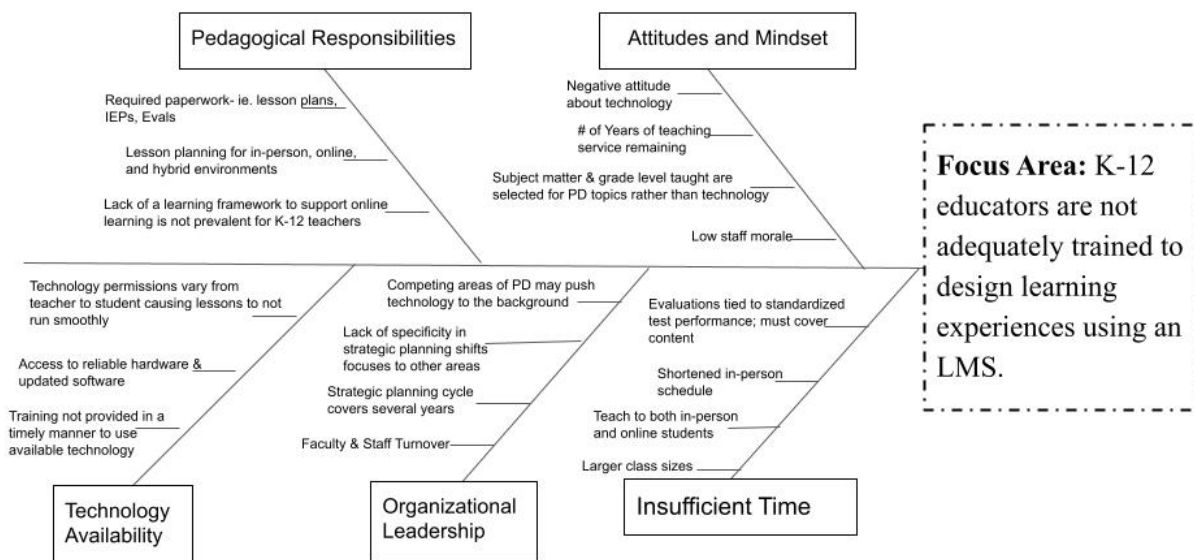 Pedagogical Responsibilities
Required paperwork- ie. lesson plans,
IEPs, Evals
Lesson planning for in-person, online,
and hybrid environments
Lack of a learning framework to support online
learning is not prevalent for K-12 teachers
Attitudes and Mindset
Negative attitude
about technology
# of Years of teaching
service remaining
Subject matter & grade level taught are
selected for PD topics rather than technology
Low staff morale
Focus Area: K-12
educators are not
adequately trained to
design learning
experiences using an
LMS.
Technology permissions vary from
teacher to student causing lessons to not
run smoothly
Access to reliable hardware &
updated software
Training not provided in a
timely manner to use
available technology
Technology
Availability
Competing areas of PD may push
technology to the background
Lack of specificity in
strategic planning shifts
focuses to other areas
Strategic planning cycle
covers several years
Faculty & Staff Turnover
Organizational
Leadership
Evaluations tied to standardized
test performance; must cover
content
Shortened in-person
schedule
Teach to both in-person
and online students
Larger class sizes
Insufficient Time